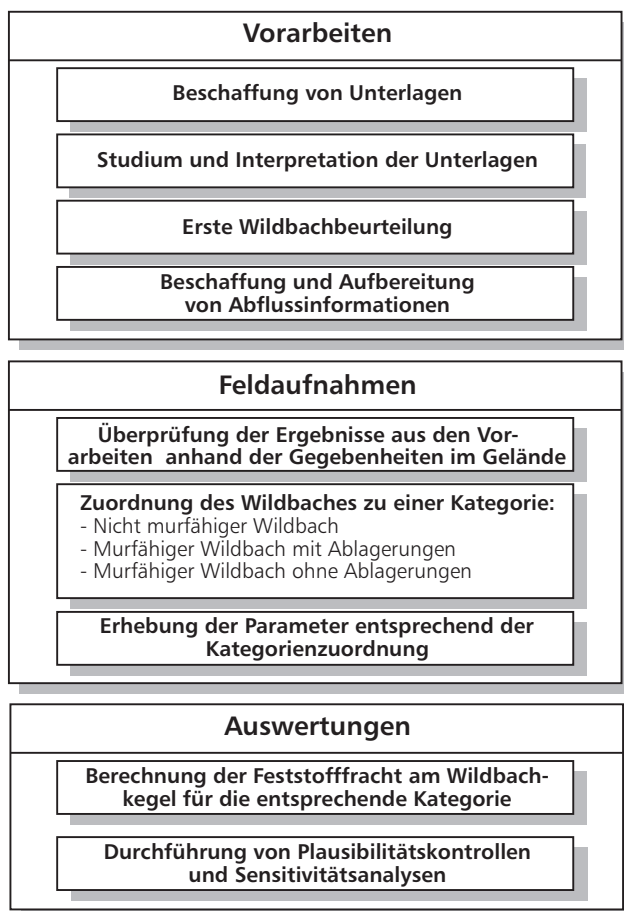 Vorarbeiten
Beschaffung von Unterlagen
Studium und Interpretation der Unterlagen
Erste Wildbachbeurteilung
Beschaffung und Aufbereitung
von Abflussinformationen
Feldaufnahmen
Überprüfung der Ergebnisse aus den Vor-
arbeiten anhand der Gegebenheiten im Gelände
Zuordnung des Wildbaches zu einer Kategorie:
- Nicht murfähiger Wildbach
- Murfähiger Wildbach mit Ablagerungen
- Murfähiger Wildbach ohne Ablagerungen
Erhebung der Parameter entsprechend der
Kategorienzuordnung
Auswertungen
Berechnung der Feststofffracht am Wildbach-
kegel für die entsprechende Kategorie
Durchführung von Plausibilitätskontrollen
und Sensitivitätsanalysen